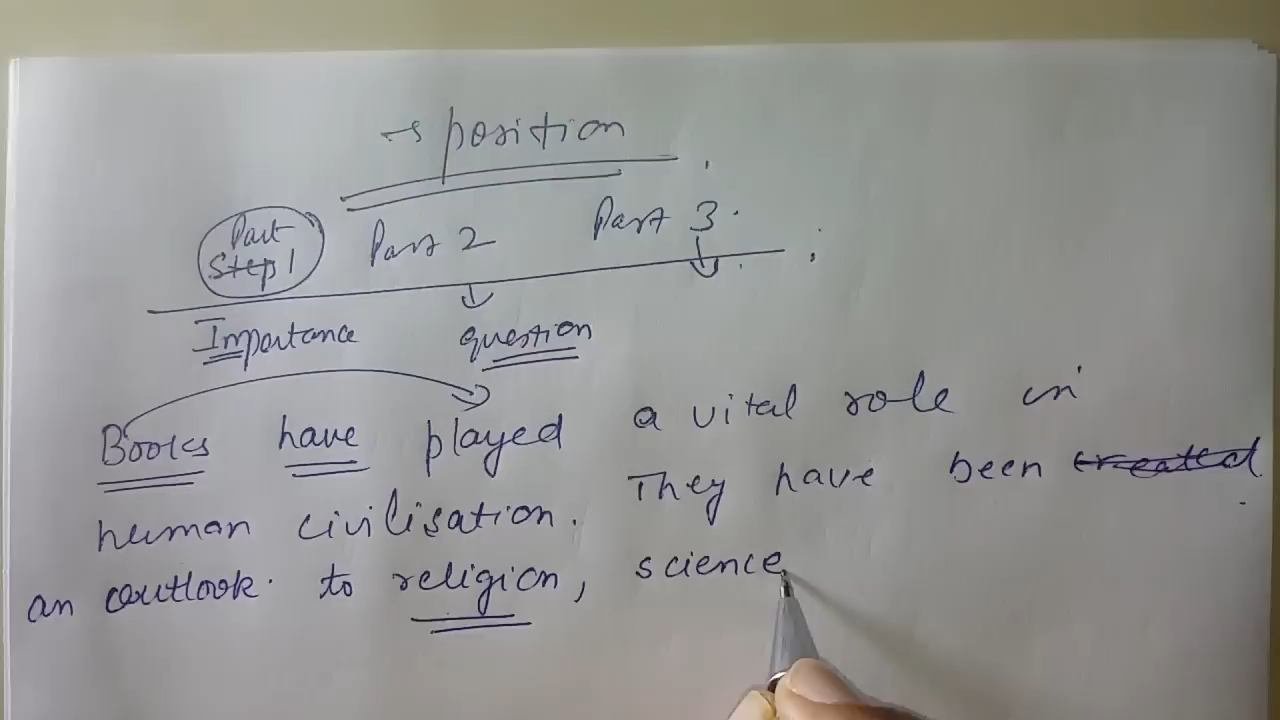 → position
Part
Step 1 Part 2 Part 3.
Importance question
Books have played a vital role in
human civilisation. They have been created
an outlook to religion, science